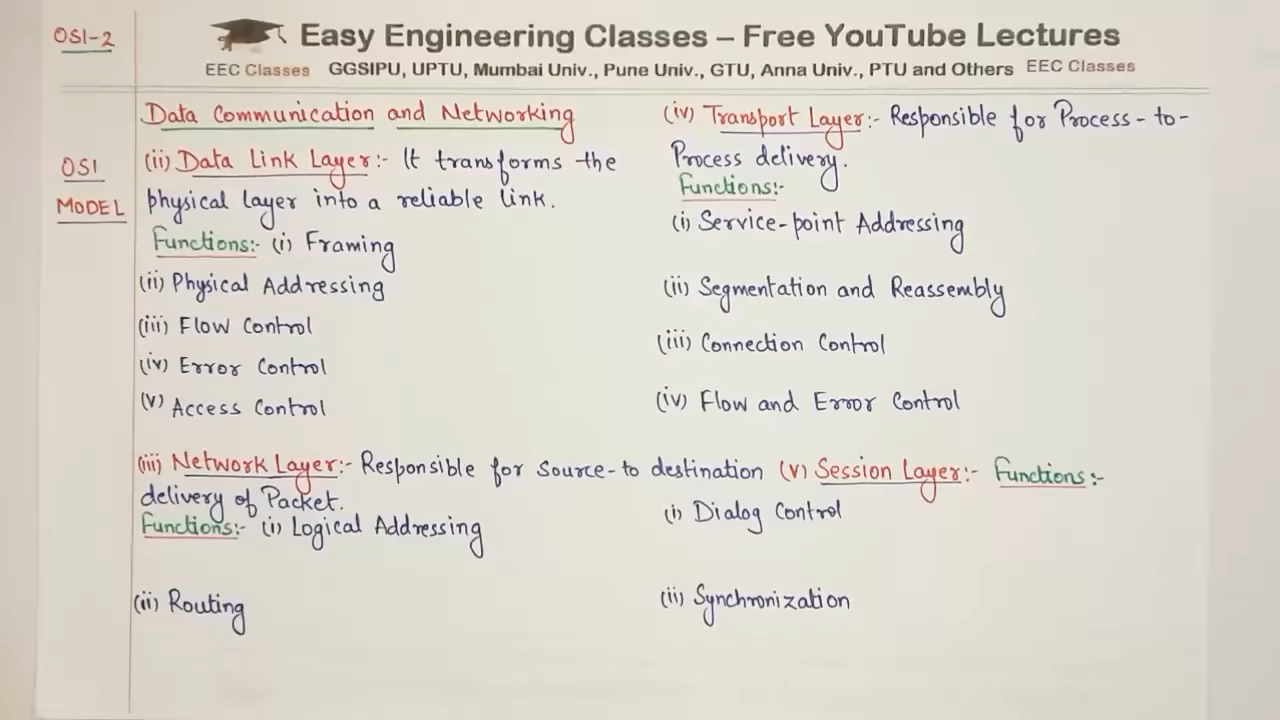 OSI-2
Easy Engineering Classes – Free YouTube Lectures
EEC Classes GGSIPU, UPTU, Mumbai Univ., Pune Univ., GTU, Anna Univ., PTU and Others EEC Classes
OSI
MODEL
Data Communication and Networking
(ii) Data Link Layer:- It transforms the
physical layer into a reliable link.
Functions:- (i) Framing
(ii) Physical Addressing
(iii) Flow Control
(iv) Error Control
(v) Access Control
(iii) Network Layer:- Responsible for Source-to destination
delivery of Packet.
Functions:- (i) Logical Addressing
(ii) Routing
(iv) Transport Layer:- Responsible for Process-to-
Process delivery.
Functions:-
(i) Service-point Addressing
(ii) Segmentation and Reassembly
(iii) Connection Control
(iv) Flow and Error Control
(v) Session Layer:- Functions:-
(i) Dialog Control
(ii) Synchronization